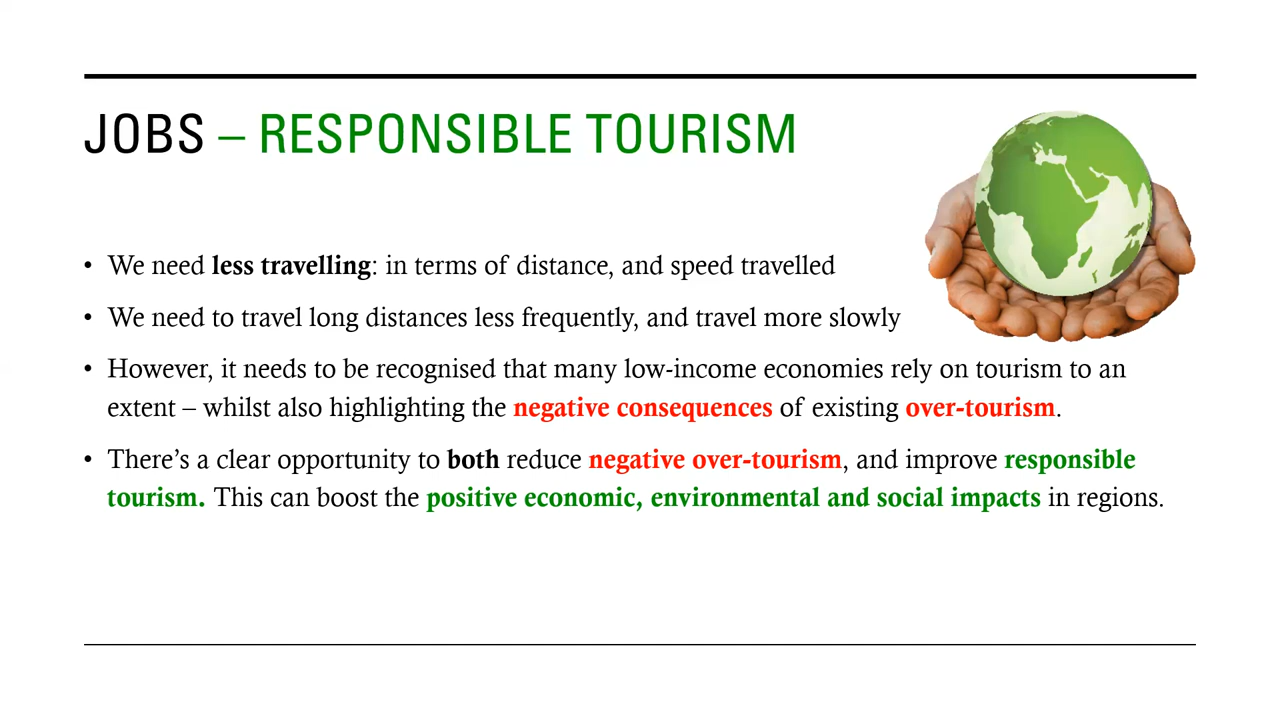 JOBS – RESPONSIBLE TOURISM
• We need less travelling: in terms of distance, and speed travelled
• We need to travel long distances less frequently, and travel more slowly
• However, it needs to be recognised that many low-income economies rely on tourism to an
extent – whilst also highlighting the negative consequences of existing over-tourism.
• There’s a clear opportunity to both reduce negative over-tourism, and improve responsible
tourism. This can boost the positive economic, environmental and social impacts in regions.